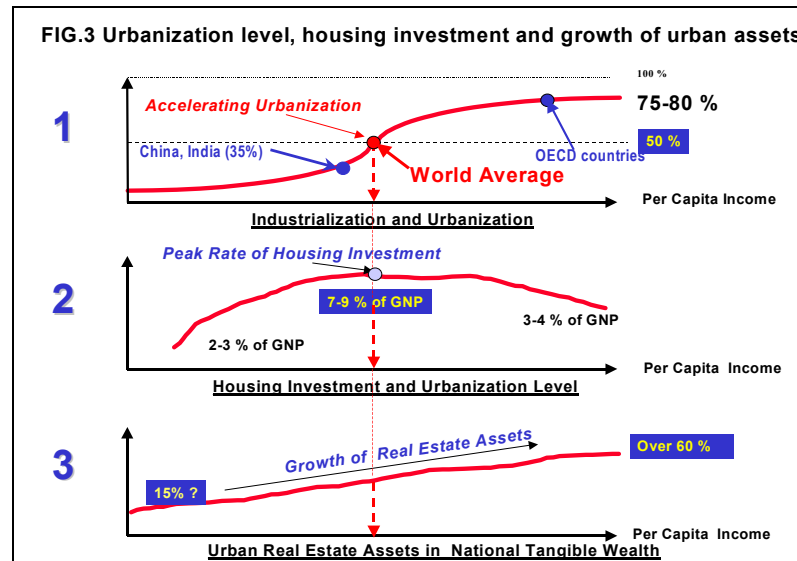 FIG.3 Urbanization level, housing investment and growth of urban assets
100 %
75-80 %
Accelerating Urbanization
1
50 %
China, India (35%)
OECD countries
World Average
Per Capita Income
Industrialization and Urbanization
Peak Rate of Housing Investment
2
7-9 % of GNP
3-4 % of GNP
2-3 % of GNP
Per Capita Income
Housing Investment and Urbanization Level
Growth of Real Estate Assets
Over 60 %
3
15% ?
Per Capita Income
Urban Real Estate Assets in National Tangible Wealth